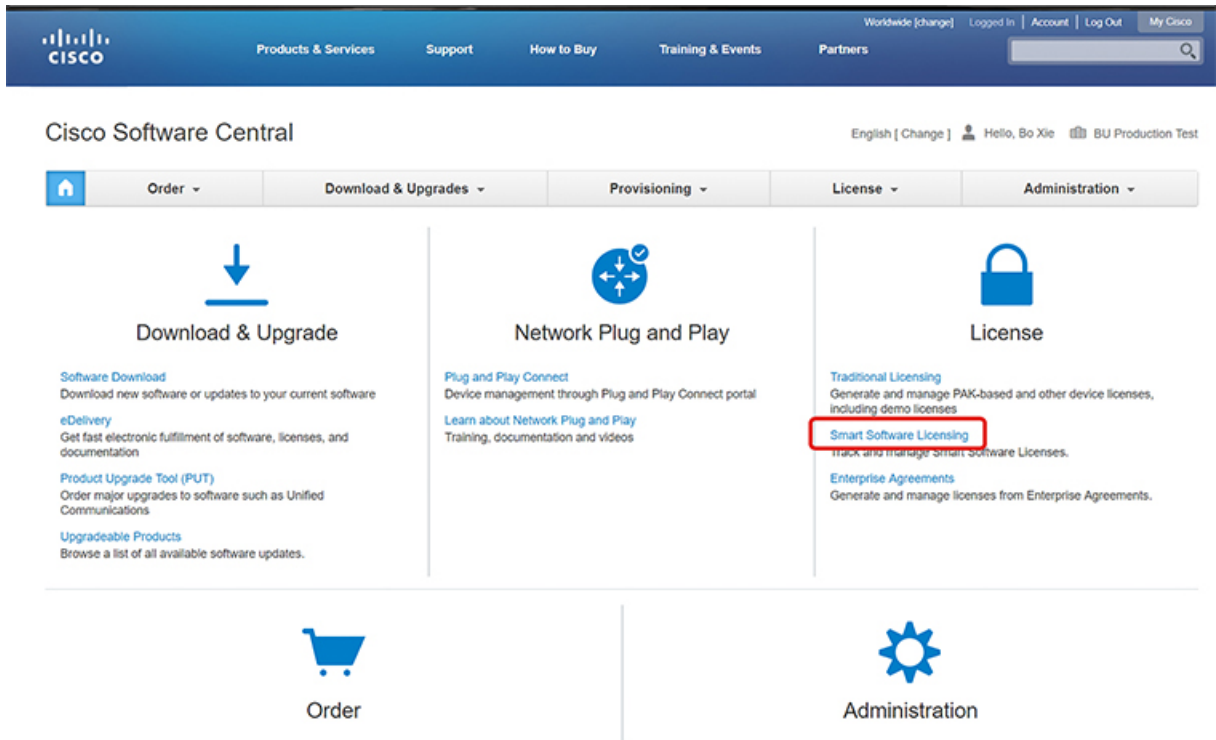 Worldwide [change] Logged In | Account | Log Out My Cisco
CISCO Products & Services Support How to Buy Training & Events Partners
Cisco Software Central
English [ Change ] Hello, Bo Xie BU Production Test
Order Download & Upgrades Provisioning License Administration
Download & Upgrade
Software Download
Download new software or updates to your current software
eDelivery
Get fast electronic fulfillment of software, licenses, and
documentation
Product Upgrade Tool (PUT)
Order major upgrades to software such as Unified
Communications
Upgradeable Products
Browse a list of all available software updates.
Network Plug and Play
Plug and Play Connect
Device management through Plug and Play Connect portal
Learn about Network Plug and Play
Training, documentation and videos
License
Traditional Licensing
Generate and manage PAK-based and other device licenses,
including demo licenses
Smart Software Licensing
Track and manage Smart Software Licenses.
Enterprise Agreements
Generate and manage licenses from Enterprise Agreements.
Order
Administration